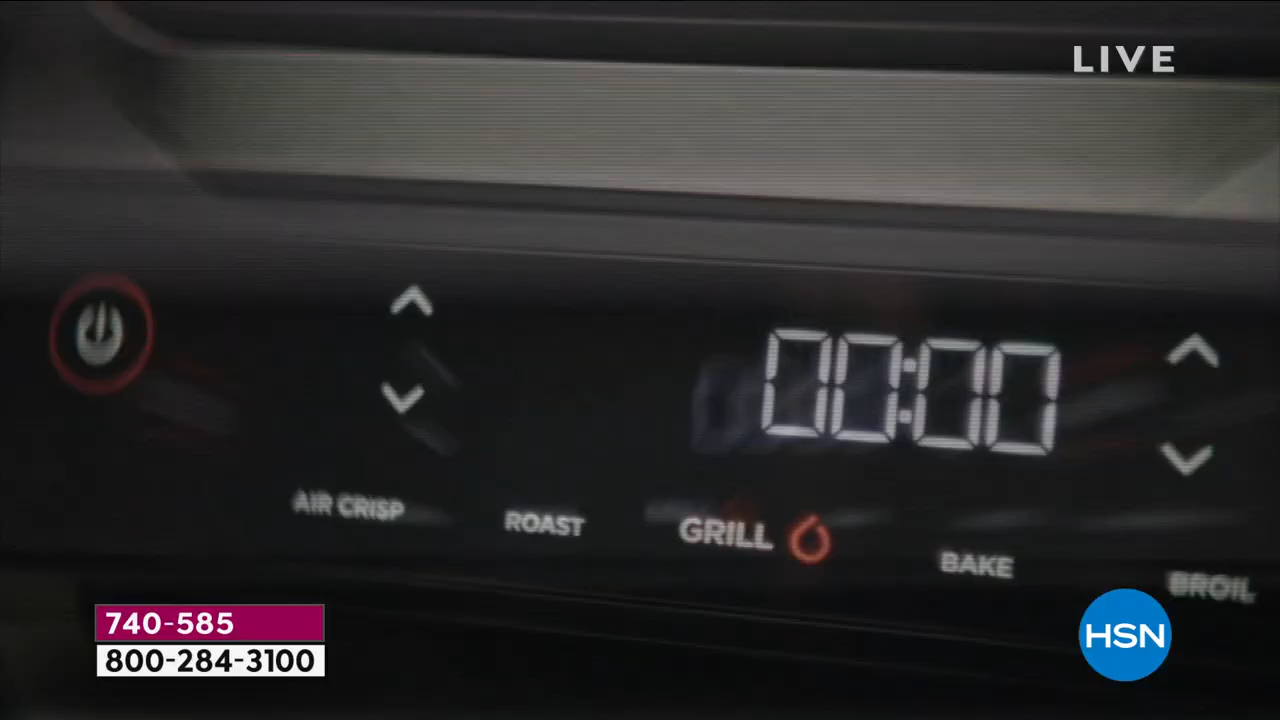 LIVE
00:00
AIR CRISP
ROAST
GRILL
BAKE
BROIL
740-585
800-284-3100
HSN